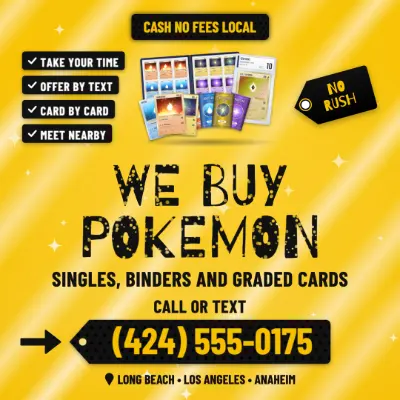 CASH NO FEES LOCAL
TAKE YOUR TIME
OFFER BY TEXT
CARD BY CARD
MEET NEARBY
10
NO
RUSH
WE BUY
POKEMON
SINGLES, BINDERS AND GRADED CARDS
CALL OR TEXT
(424) 555-0175
LONG BEACH • LOS ANGELES • ANAHEIM